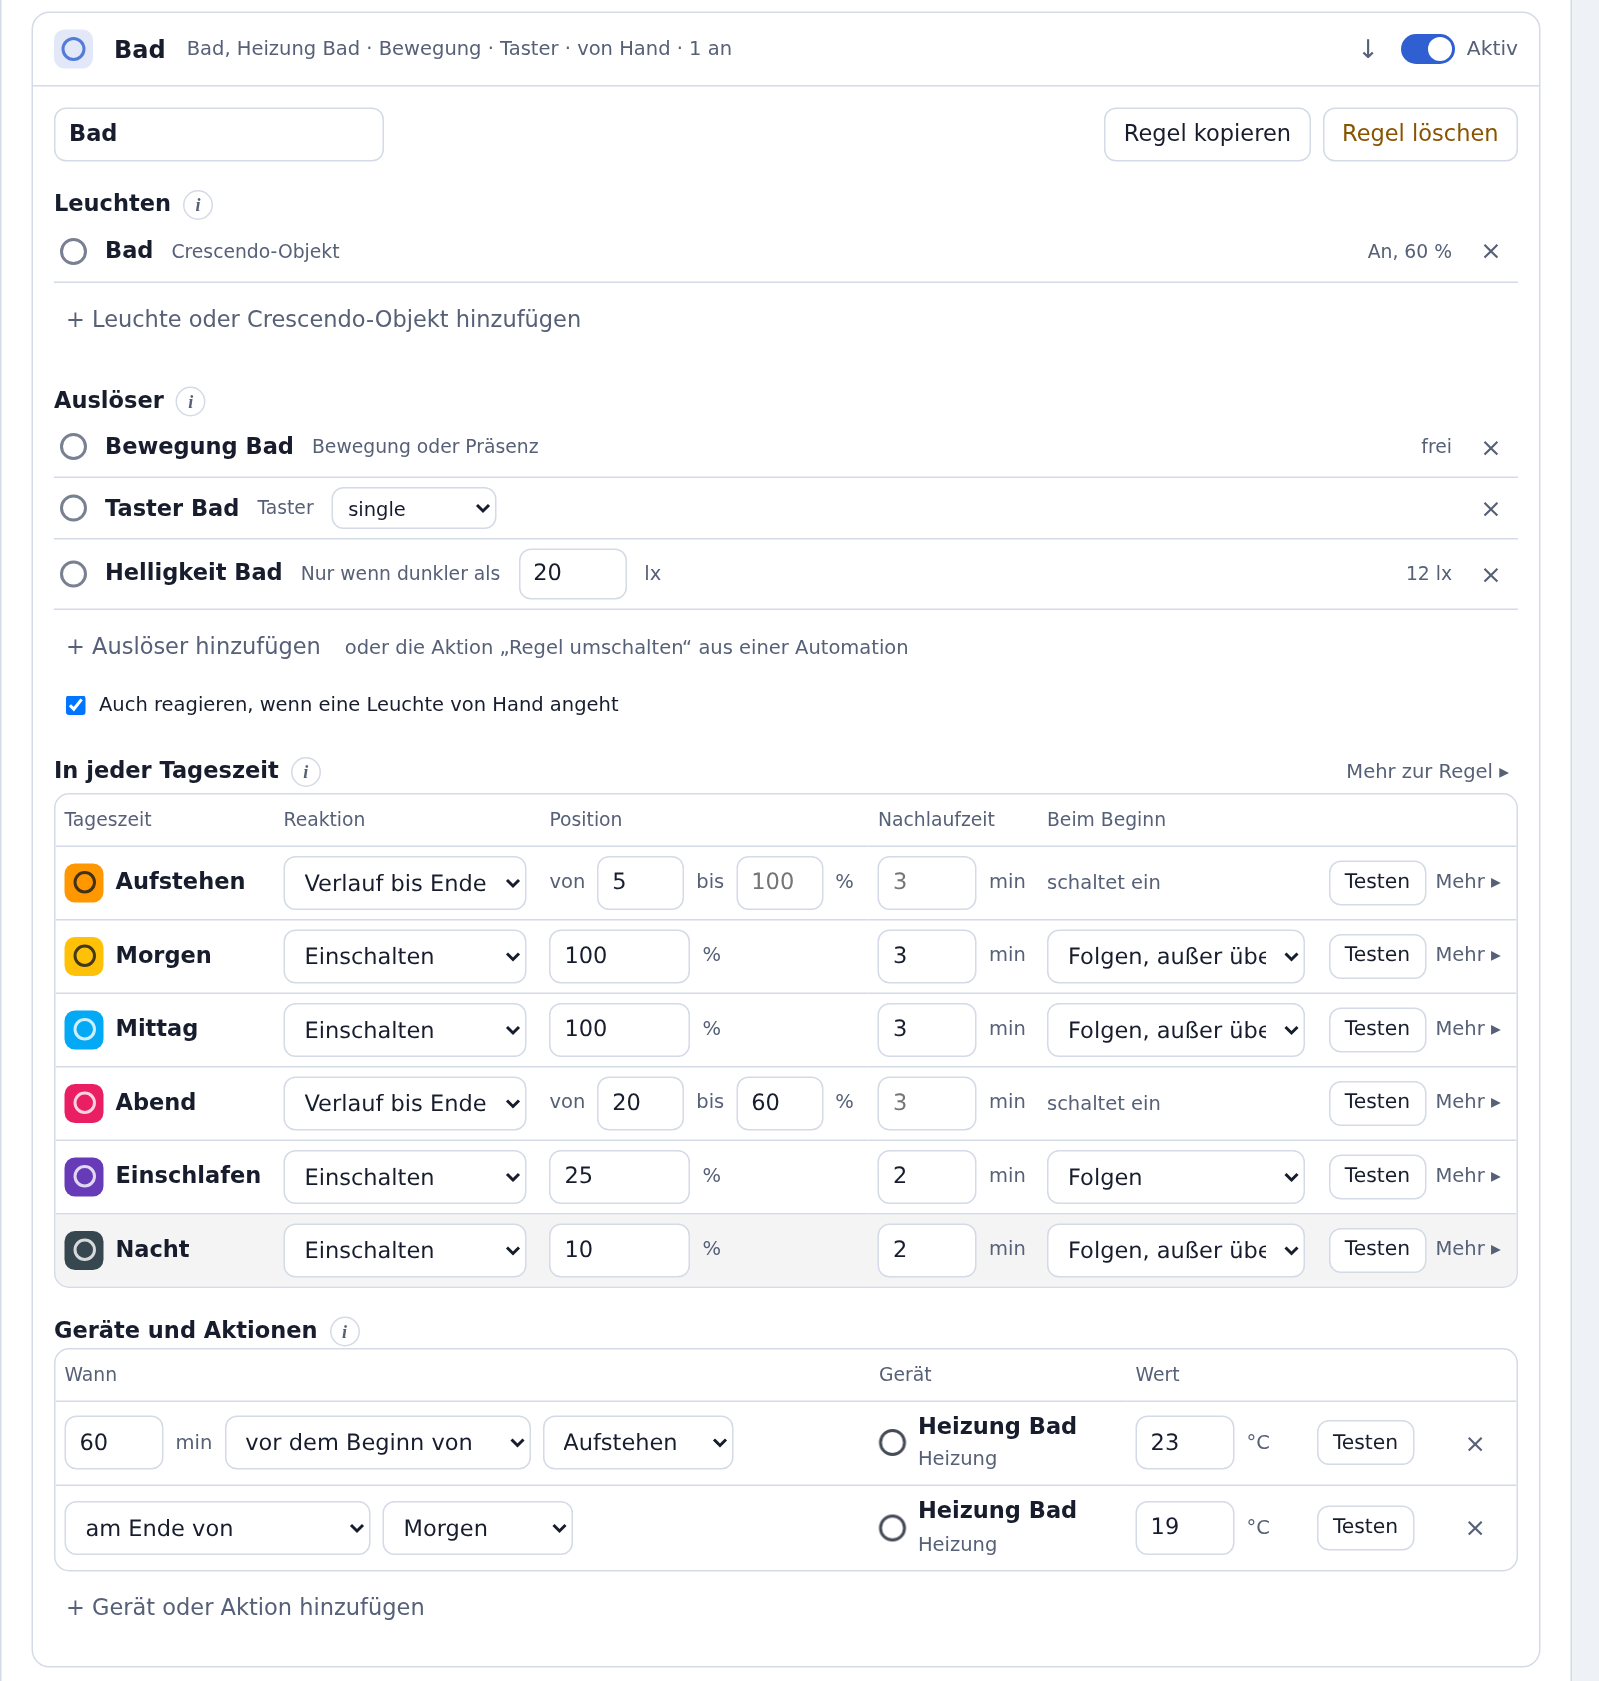 Bad Bad, Heizung Bad · Bewegung · Taster · von Hand · 1 an ↓ Aktiv
Bad Regel kopieren Regel löschen
Leuchten i
Bad Crescendo-Objekt An, 60 % ×
+ Leuchte oder Crescendo-Objekt hinzufügen
Auslöser i
Bewegung Bad Bewegung oder Präsenz frei ×
Taster Bad Taster single ×
Helligkeit Bad Nur wenn dunkler als 20 lx 12 lx ×
+ Auslöser hinzufügen oder die Aktion „Regel umschalten“ aus einer Automation
Auch reagieren, wenn eine Leuchte von Hand angeht
In jeder Tageszeit i Mehr zur Regel ▸
Tageszeit Reaktion Position Nachlaufzeit Beim Beginn
Aufstehen Verlauf bis Ende von 5 bis 100 % 3 min schaltet ein Testen Mehr ▸
Morgen Einschalten 100 % 3 min Folgen, außer übe Testen Mehr ▸
Mittag Einschalten 100 % 3 min Folgen, außer übe Testen Mehr ▸
Abend Verlauf bis Ende von 20 bis 60 % 3 min schaltet ein Testen Mehr ▸
Einschlafen Einschalten 25 % 2 min Folgen Testen Mehr ▸
Nacht Einschalten 10 % 2 min Folgen, außer übe Testen Mehr ▸
Geräte und Aktionen i
Wann Gerät Wert
60 min vor dem Beginn von Aufstehen Heizung Bad 23 °C Testen ×
Heizung
am Ende von Morgen Heizung Bad 19 °C Testen ×
Heizung
+ Gerät oder Aktion hinzufügen